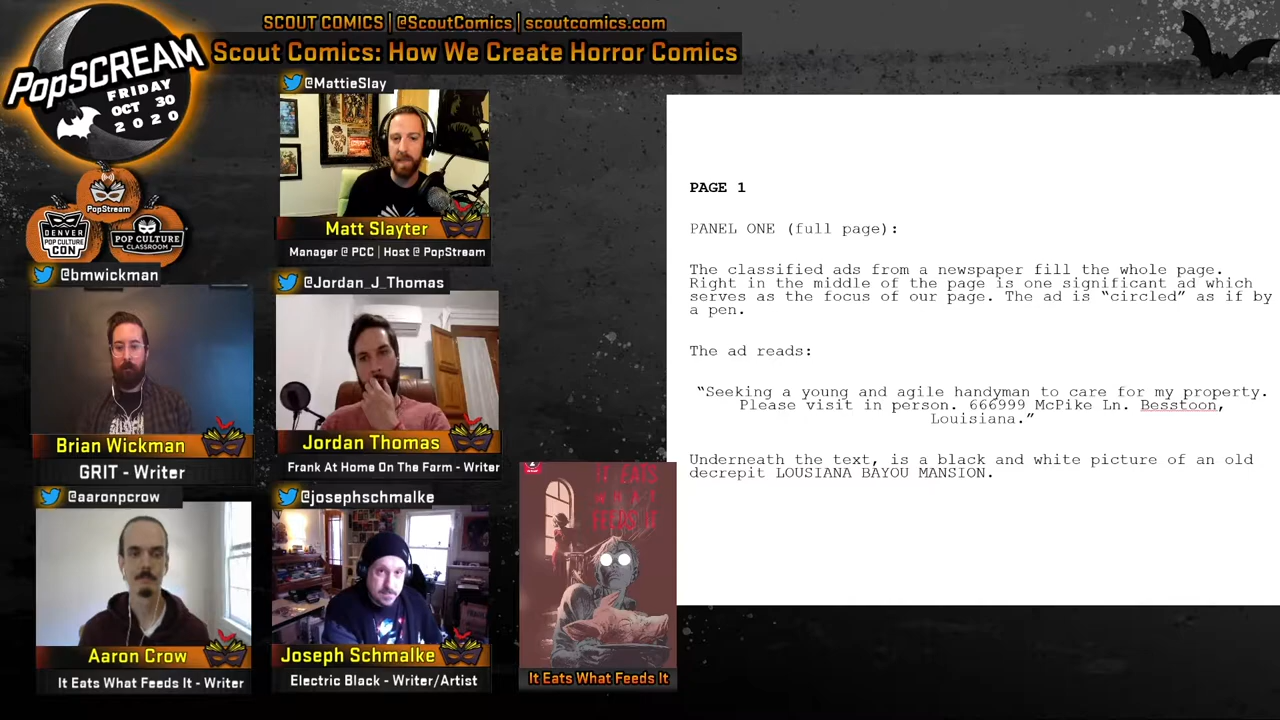 SCOUT COMICS | @ScoutComics | scoutcomics.com
Scout Comics: How We Create Horror Comics
PopSCREAM
FRIDAY
OCT 30
2020
PopStream
DENVER
POP CULTURE
CON
POP CULTURE
CLASSROOM
@MattieSlay
Matt Slayter
Manager @ PCC | Host @ PopStream
@bmwickman
Brian Wickman
GRIT - Writer
@Jordan_J_Thomas
Jordan Thomas
Frank At Home On The Farm - Writer
@aaronpcrow
Aaron Crow
It Eats What Feeds It - Writer
@josephschmalke
Joseph Schmalke
Electric Black - Writer/Artist
IT EATS
WHAT
FEEDS IT
It Eats What Feeds It
PAGE 1
PANEL ONE (full page):
The classified ads from a newspaper fill the whole page.
Right in the middle of the page is one significant ad which
serves as the focus of our page. The ad is “circled” as if by
a pen.
The ad reads:
“Seeking a young and agile handyman to care for my property.
Please visit in person. 666999 McPike Ln. Besstoon,
Louisiana.”
Underneath the text, is a black and white picture of an old
decrepit LOUSIANA BAYOU MANSION.